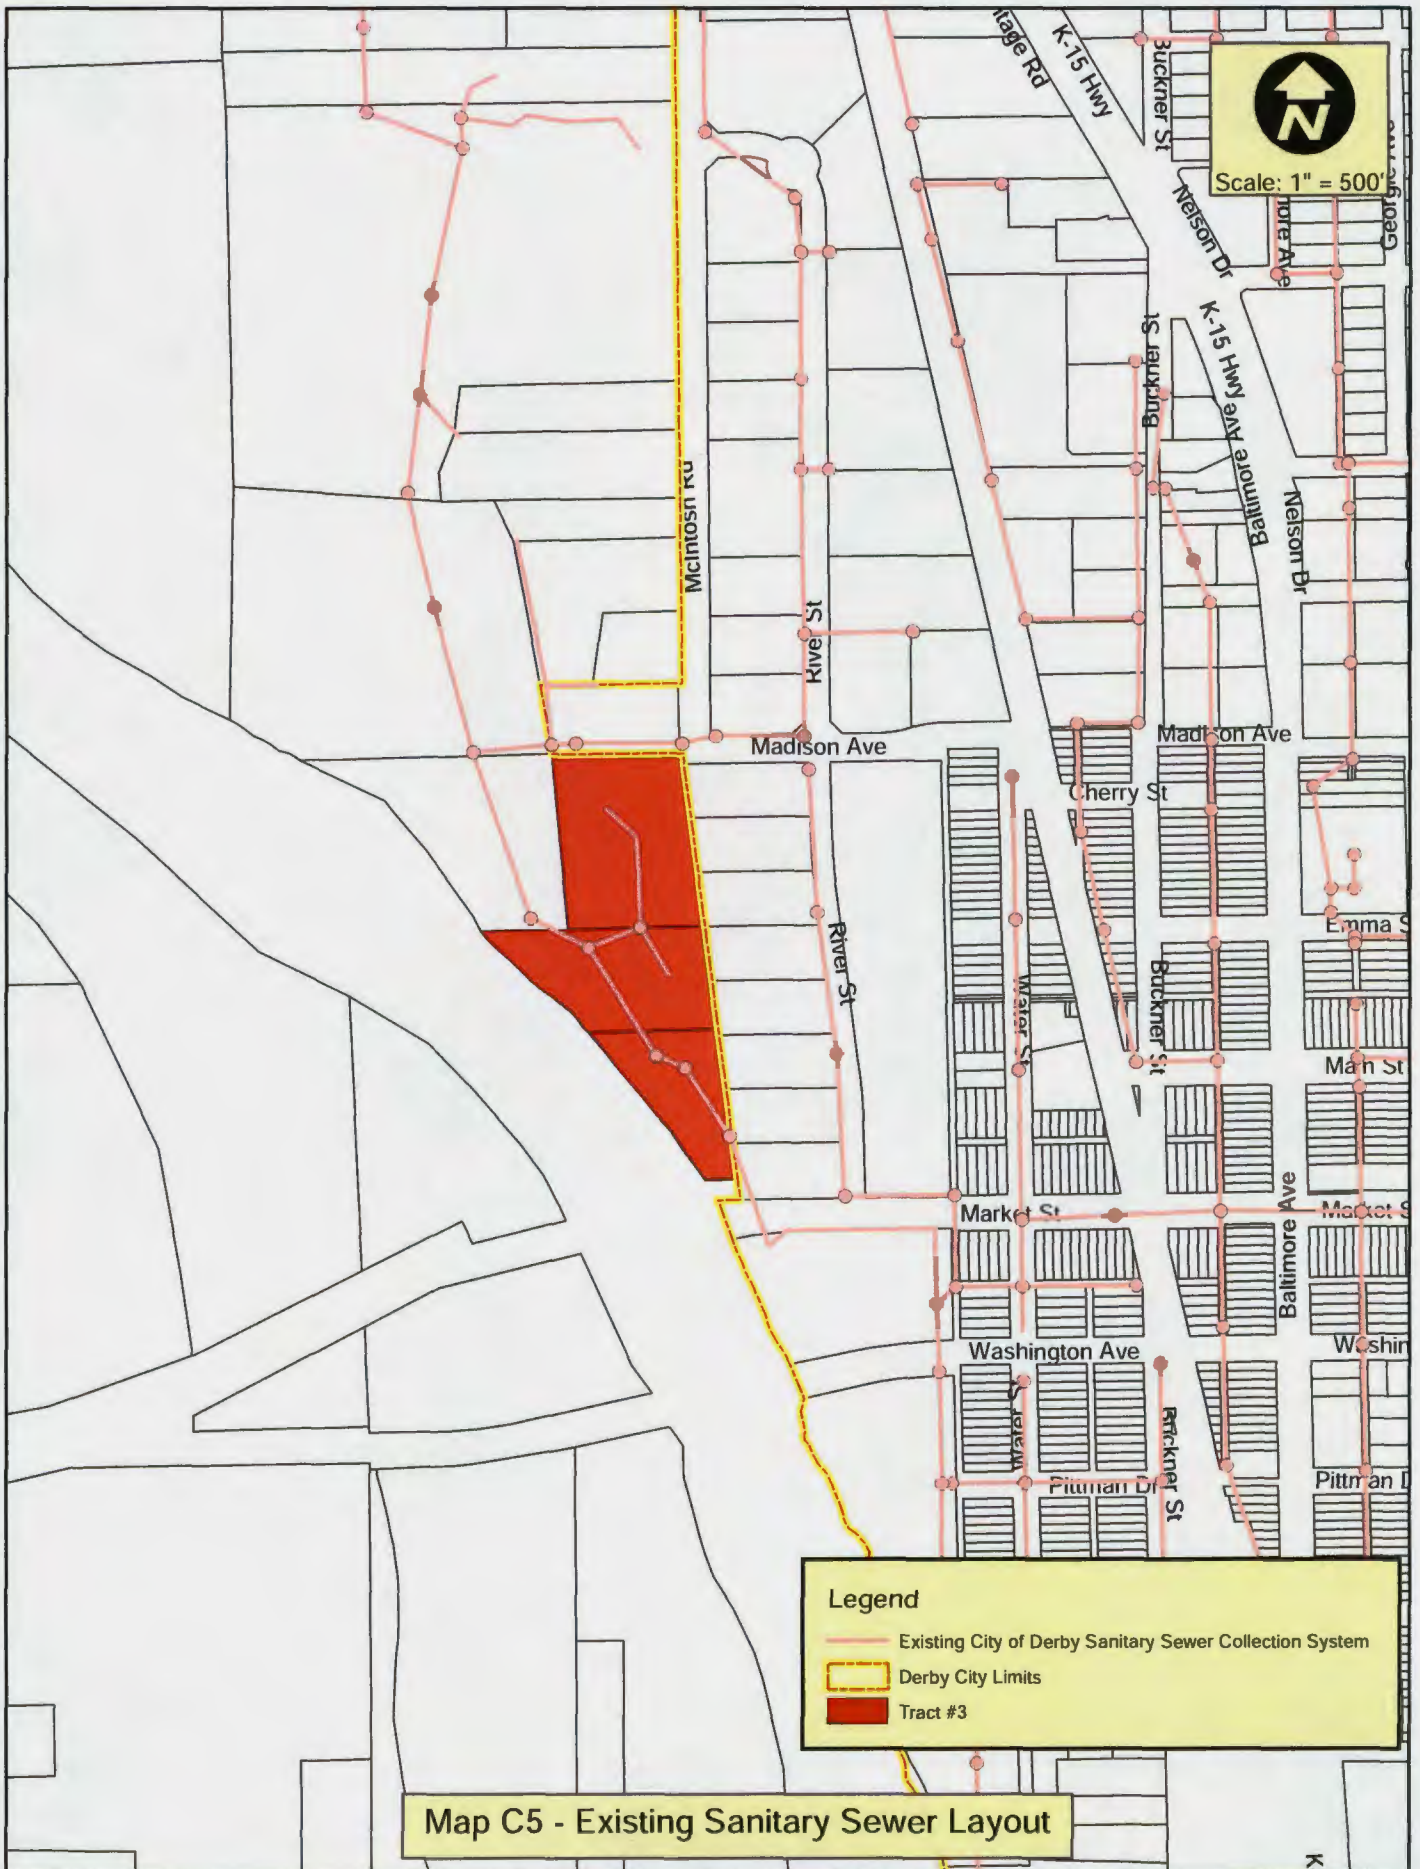 K-15 Hwy
Buckner St
N
Scale: 1" = 500'
Nelson Dr
K-15 Hwy
Buckner St
Baltimore Ave
McIntosh Rd
Nelson Dr
River St
Madison Ave
Madison Ave
Cherry St
Emma S
River St
Water St
Buckner St
Main St
Market St
Market S
Baltimore Ave
Washington Ave
Washin
Water S
Buckner St
Pittman Dr
Pittman D
Legend
Existing City of Derby Sanitary Sewer Collection System
Derby City Limits
Tract #3
Map C5 - Existing Sanitary Sewer Layout
K